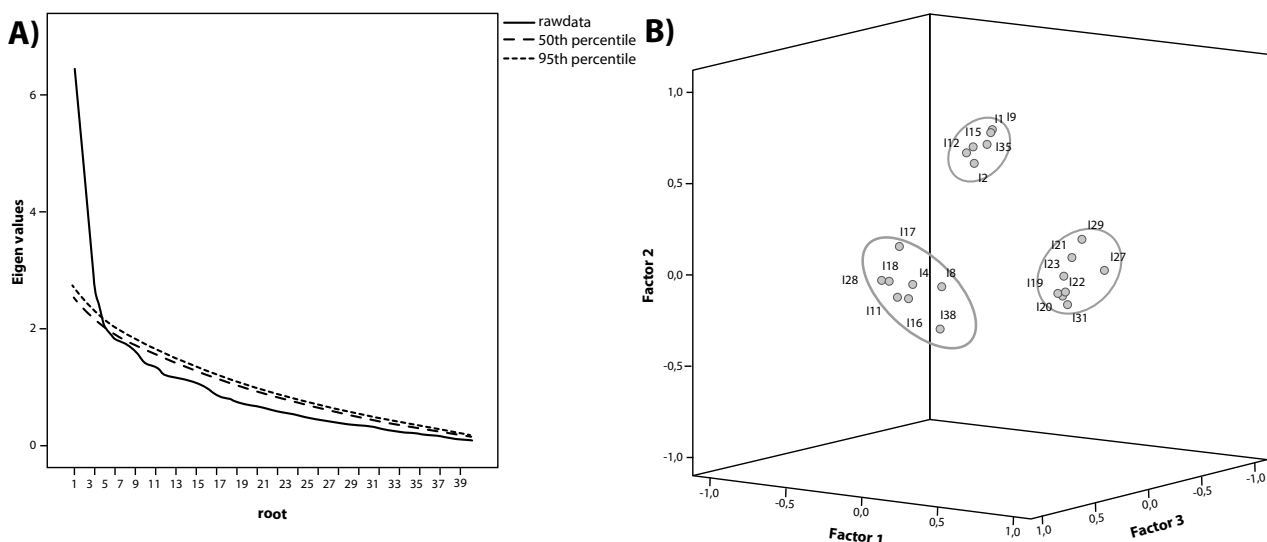 A)
rawdata
50th percentile
95th percentile
Eigen values
6
4
2
0
1 3 5 7 9 11 13 15 17 19 21 23 25 27 29 31 33 35 37 39
root
B)
Factor 2
1,0
0,5
0,0
-0,5
-1,0
I1 I9
I15
I12
I35
I2
I17
I18
I28
I4
I8
I11
I16
I38
I29
I21
I27
I23
I19
I22
I20
I31
-1,0 -0,5 0,0 0,5 1,0
Factor 1
1,0 0,5 0,0 -0,5 -1,0
Factor 3